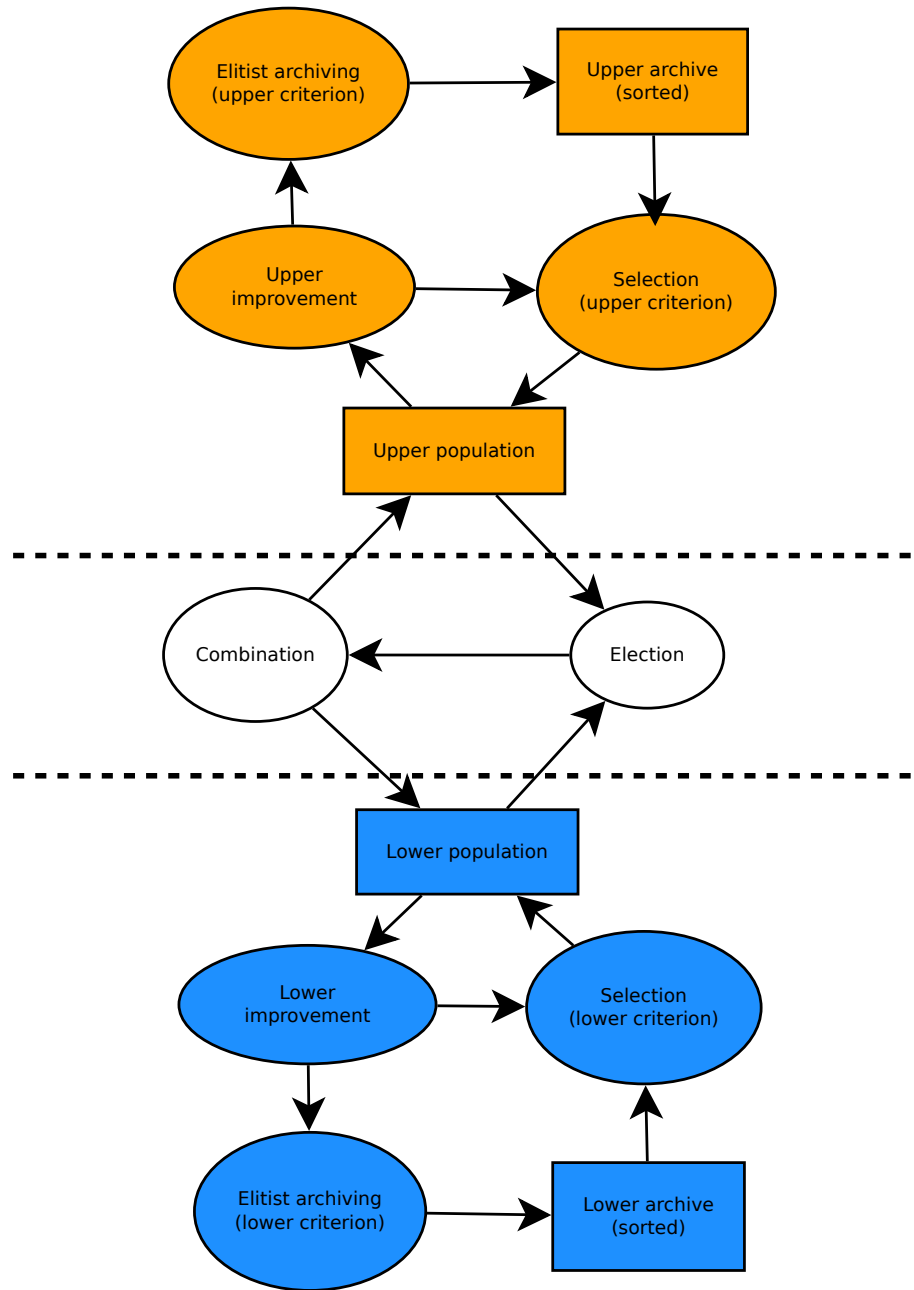 Elitist archiving
(upper criterion)
Upper archive
(sorted)
Upper
improvement
Selection
(upper criterion)
Upper population
Combination
Election
Lower population
Lower
improvement
Selection
(lower criterion)
Elitist archiving
(lower criterion)
Lower archive
(sorted)